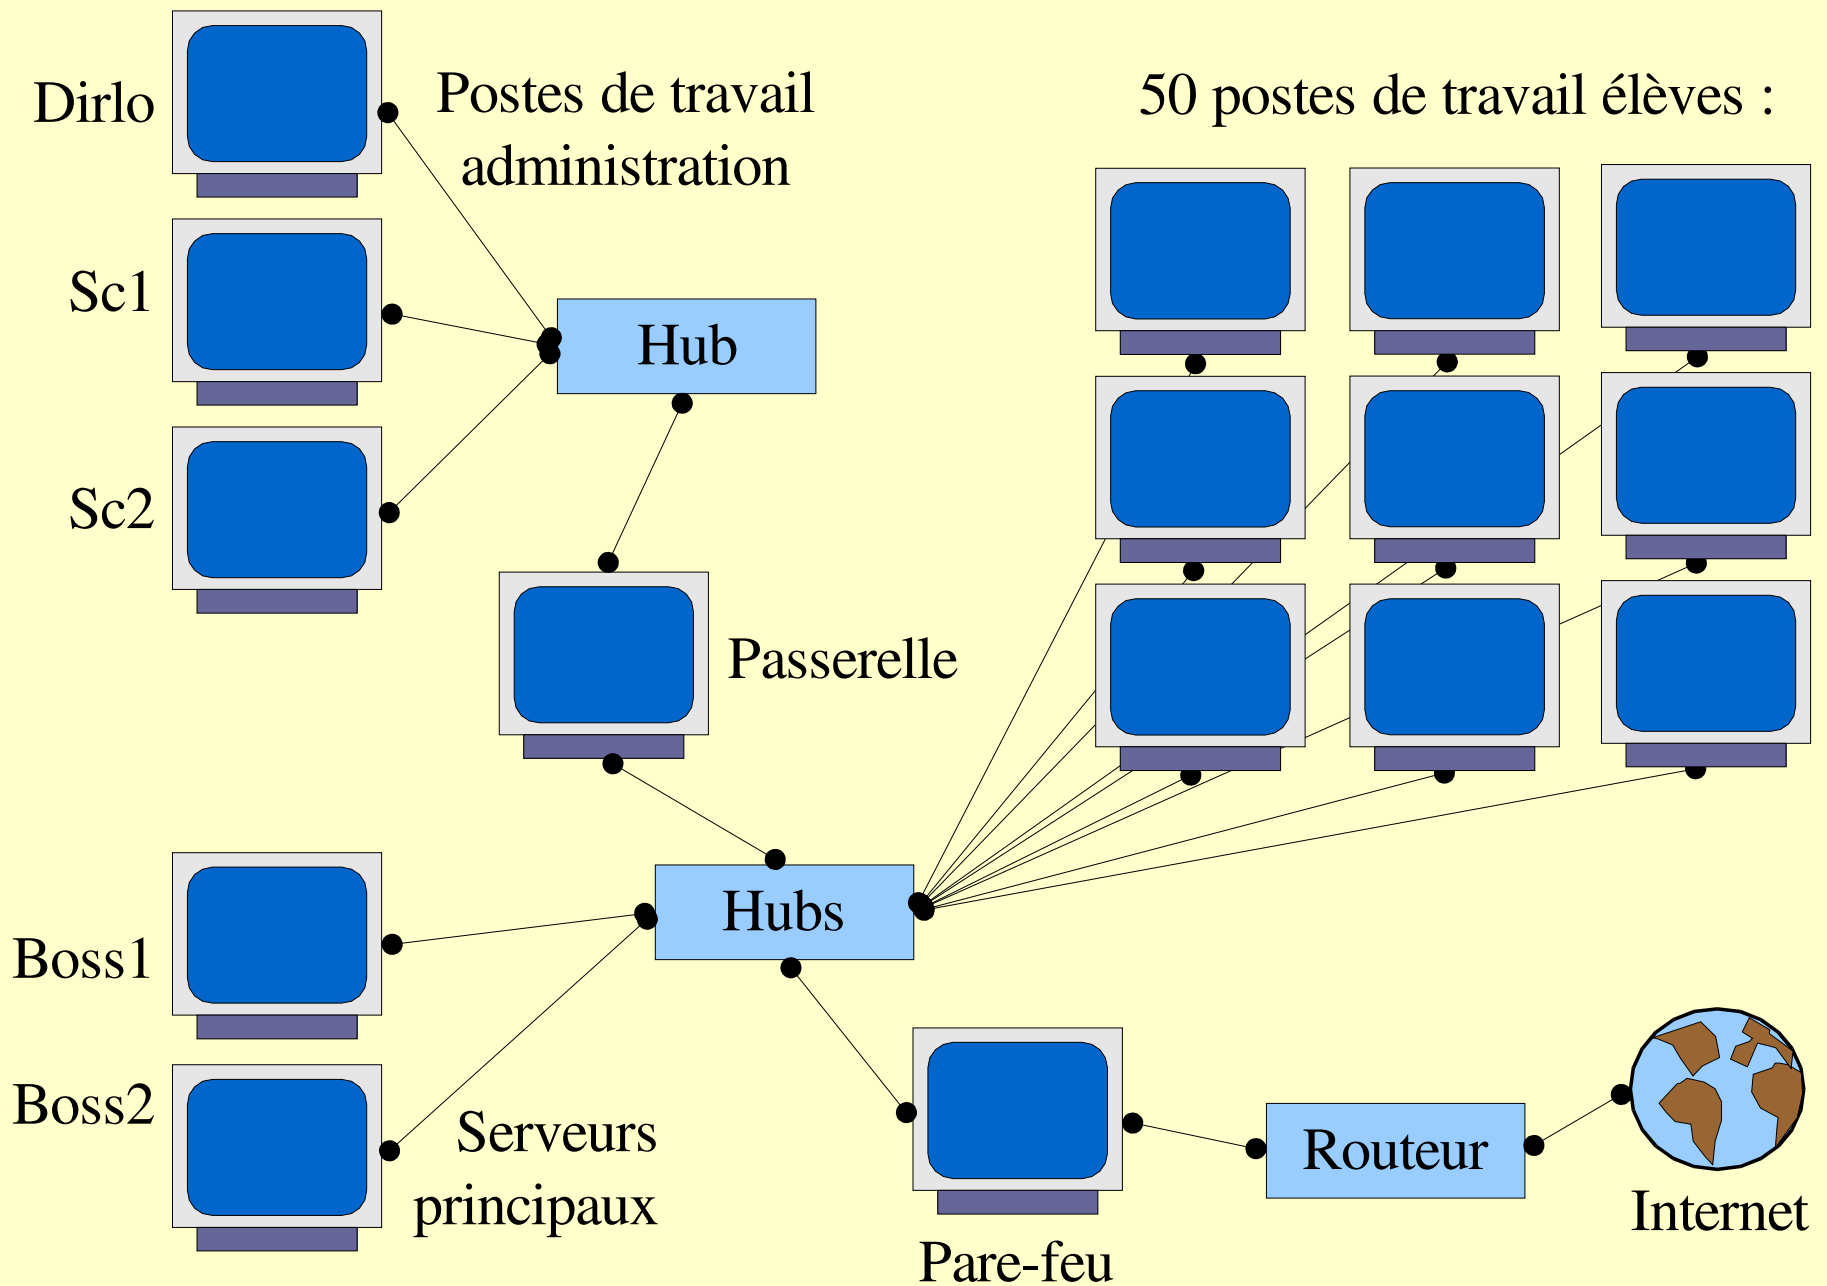 Dirlo
Postes de travail
administration
50 postes de travail élèves :
Sc1
Hub
Sc2
Passerelle
Hubs
Boss1
Boss2
Serveurs
principaux
Routeur
Internet
Pare-feu